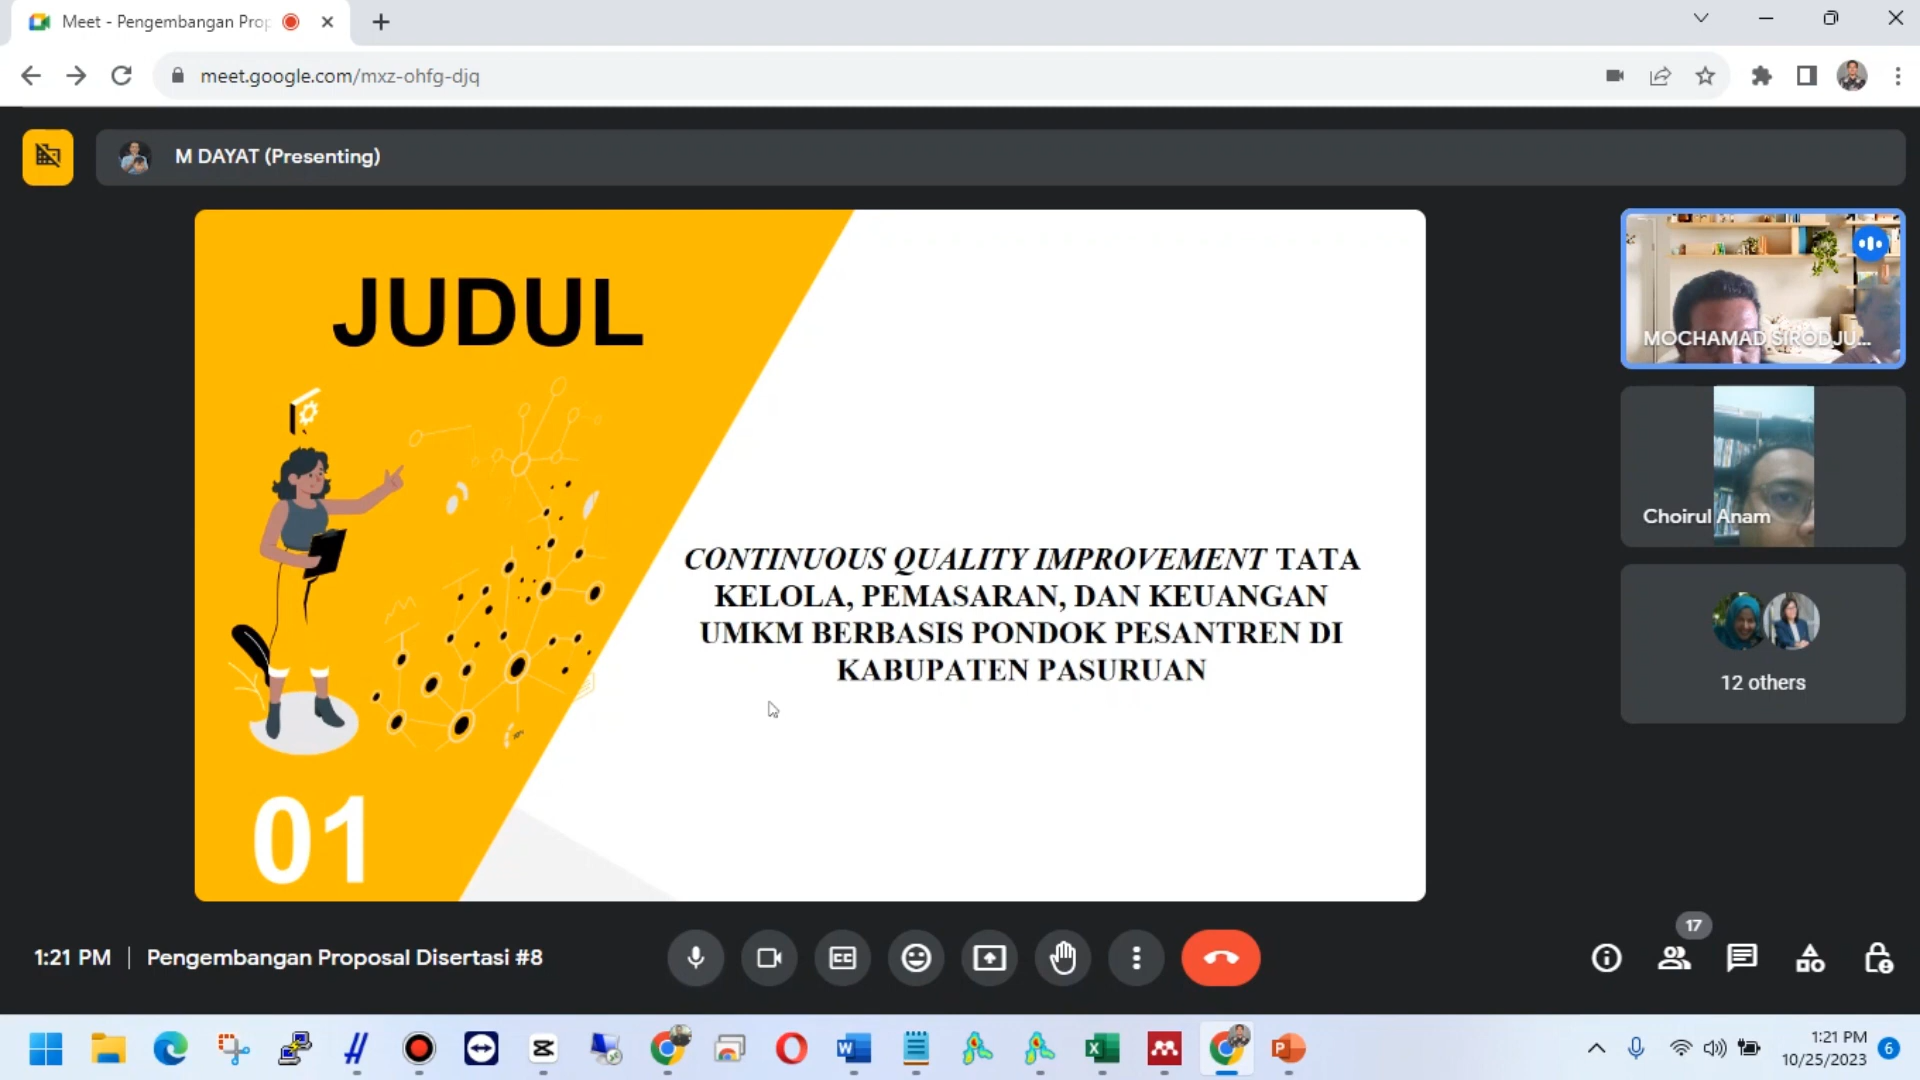 Meet - Pengembangan Prop
meet.google.com/mxz-ohfg-djq
M DAYAT (Presenting)
JUDUL
MOCHAMAD SIRODJU...
Choirul Anam
CONTINUOUS QUALITY IMPROVEMENT TATA
KELOLA, PEMASARAN, DAN KEUANGAN
UMKM BERBASIS PONDOK PESANTREN DI
KABUPATEN PASURUAN
12 others
01
1:21 PM
Pengembangan Proposal Disertasi #8
CC
17
1:21 PM
10/25/2023
6